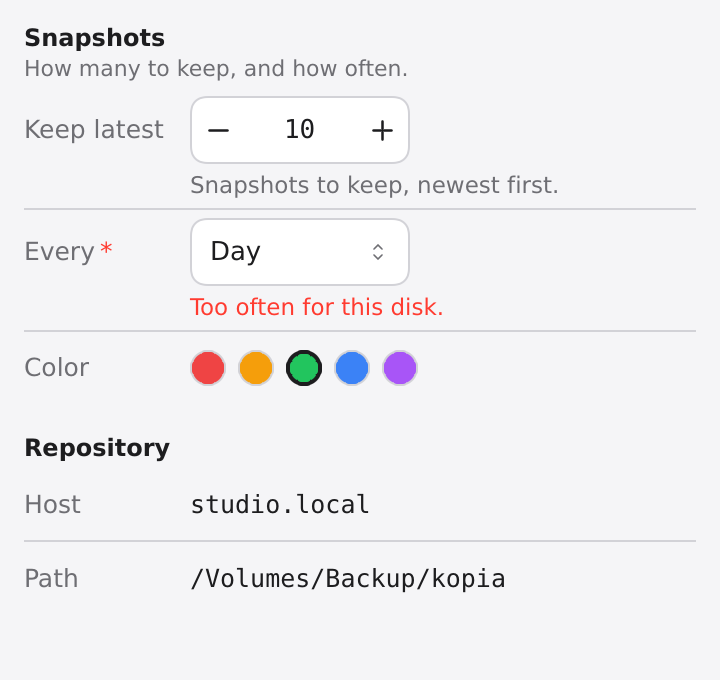 Snapshots
How many to keep, and how often.
Keep latest − 10 +
Snapshots to keep, newest first.
Every * Day
Too often for this disk.
Color
Repository
Host studio.local
Path /Volumes/Backup/kopia